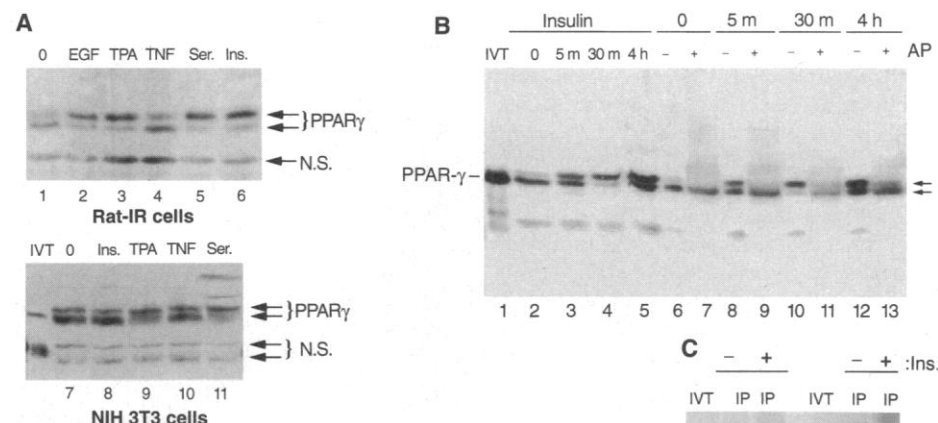 A
0 EGF TPA TNF Ser. Ins.
}PPARγ
N.S.
1 2 3 4 5 6
Rat-IR cells
IVT 0 Ins. TPA TNF Ser.
}PPARγ
} N.S.
7 8 9 10 11
NIH 3T3 cells
B
Insulin 0 5 m 30 m 4 h
IVT 0 5 m 30 m 4 h − + − + − + − + AP
PPAR-γ
1 2 3 4 5 6 7 8 9 10 11 12 13
C
− + − + :Ins.
IVT IP IP IVT IP IP